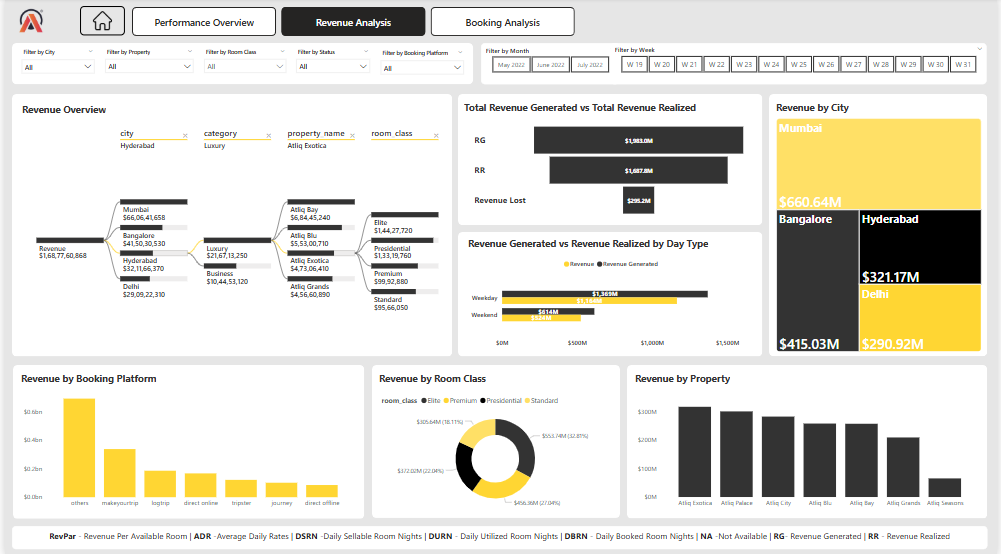 Performance Overview
Revenue Analysis
Booking Analysis
Filter by City
All
Filter by Property
All
Filter by Room Class
All
Filter by Status
All
Filter by Booking Platform
All
Filter by Month
May 2022
June 2022
July 2022
Filter by Week
W 19
W 20
W 21
W 22
W 23
W 24
W 25
W 26
W 27
W 28
W 29
W 30
W 31
Revenue Overview
city
Hyderabad
category
Luxury
property_name
Atliq Exotica
room_class
Revenue
$1,68,77,60,868
Mumbai
$66,06,41,658
Bangalore
$41,50,30,530
Hyderabad
$32,11,66,370
Delhi
$29,09,22,310
Luxury
$21,67,13,250
Business
$10,44,53,120
Atliq Bay
$6,84,45,240
Atliq Blu
$5,53,00,710
Atliq Exotica
$4,73,06,410
Atliq Grands
$4,56,60,890
Elite
$1,44,27,720
Presidential
$1,33,19,760
Premium
$99,92,880
Standard
$95,66,050
Total Revenue Generated vs Total Revenue Realized
RG
$1,983.0M
RR
$1,687.8M
Revenue Lost
$295.2M
Revenue Generated vs Revenue Realized by Day Type
Revenue
Revenue Generated
Weekday
$1,369M
Weekend
$614M
$0M
$500M
$1,000M
$1,500M
Revenue by City
Mumbai
$660.64M
Bangalore
$415.03M
Hyderabad
$321.17M
Delhi
$290.92M
Revenue by Booking Platform
$0.6bn
$0.4bn
$0.2bn
$0.0bn
others
makeyourtrip
logtrip
direct online
tripster
journey
direct offline
Revenue by Room Class
room_class
Elite
Premium
Presidential
Standard
$305.64M (18.11%)
$553.74M (32.81%)
$372.02M (22.04%)
$456.36M (27.04%)
Revenue by Property
$300M
$200M
$100M
$0M
Atliq Exotica
Atliq Palace
Atliq City
Atliq Blu
Atliq Bay
Atliq Grands
Atliq Seasons
RevPar - Revenue Per Available Room | ADR -Average Daily Rates | DSRN -Daily Sellable Room Nights | DURN - Daily Utilized Room Nights | DBRN - Daily Booked Room Nights | NA -Not Available | RG- Revenue Generated | RR - Revenue Realized